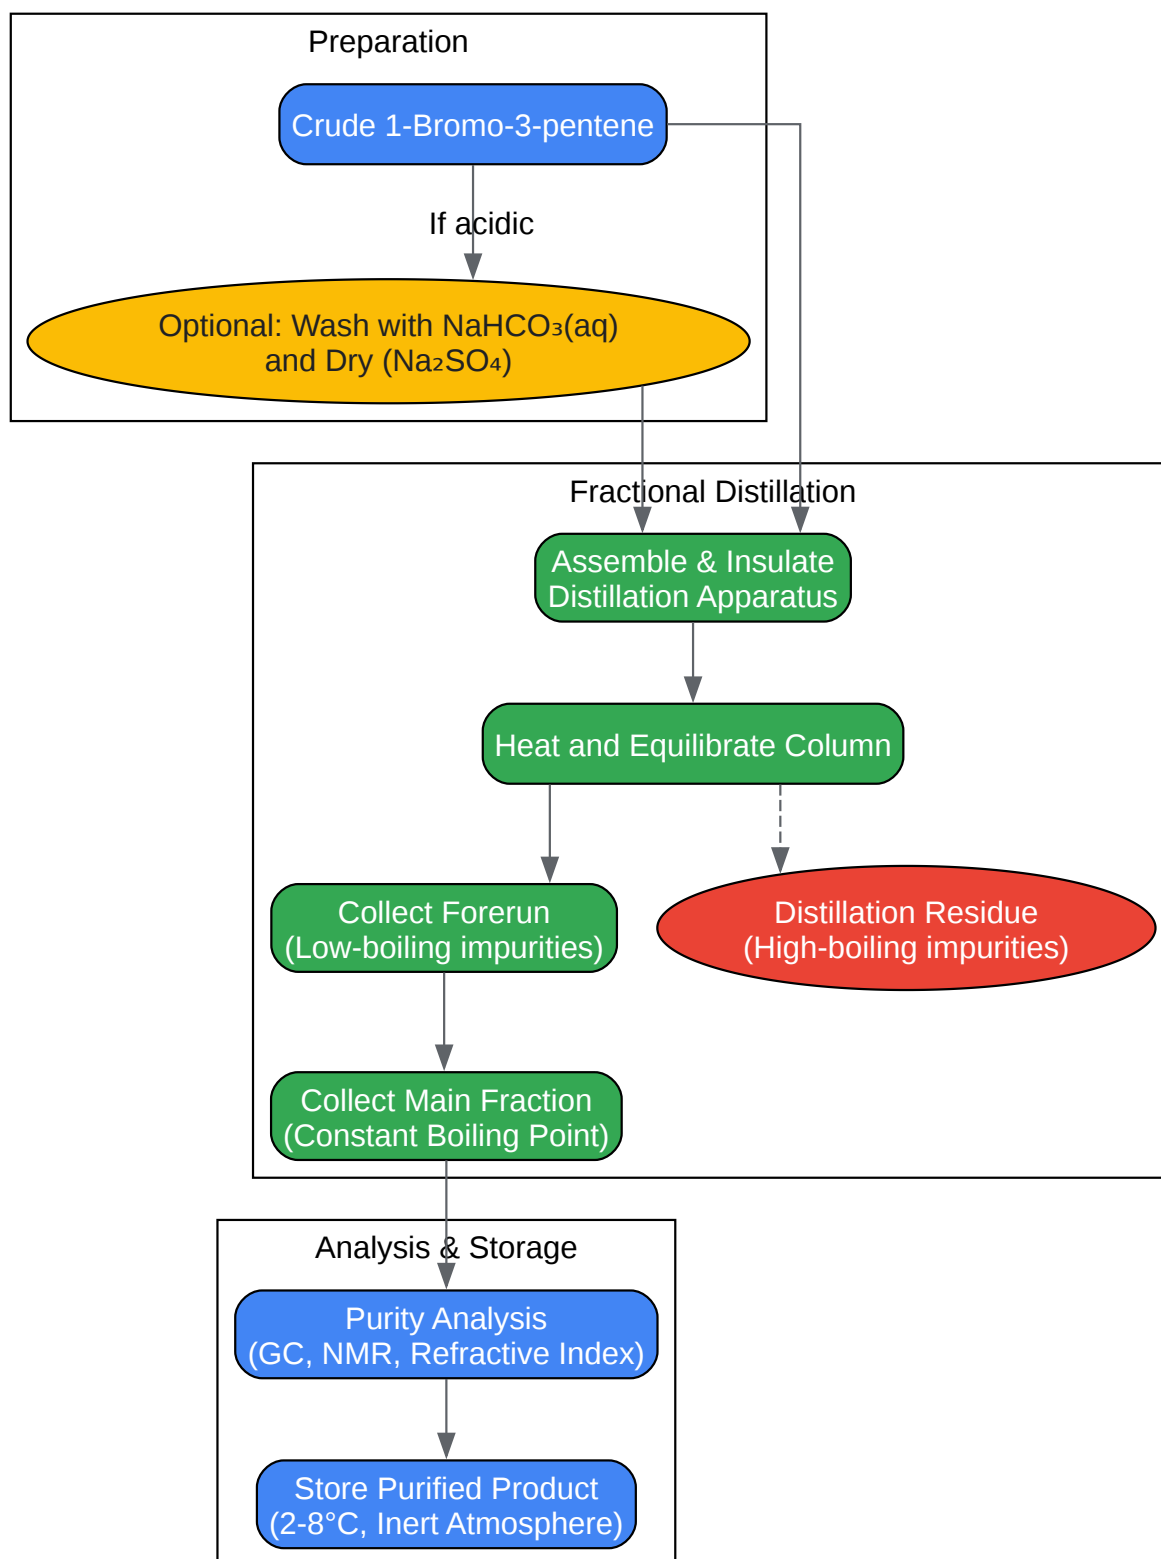 Preparation
Crude 1-Bromo-3-pentene
If acidic
Optional: Wash with NaHCO₃(aq)
and Dry (Na₂SO₄)
Fractional Distillation
Assemble & Insulate
Distillation Apparatus
Heat and Equilibrate Column
Collect Forerun
(Low-boiling impurities)
Distillation Residue
(High-boiling impurities)
Collect Main Fraction
(Constant Boiling Point)
Analysis & Storage
Purity Analysis
(GC, NMR, Refractive Index)
Store Purified Product
(2-8°C, Inert Atmosphere)